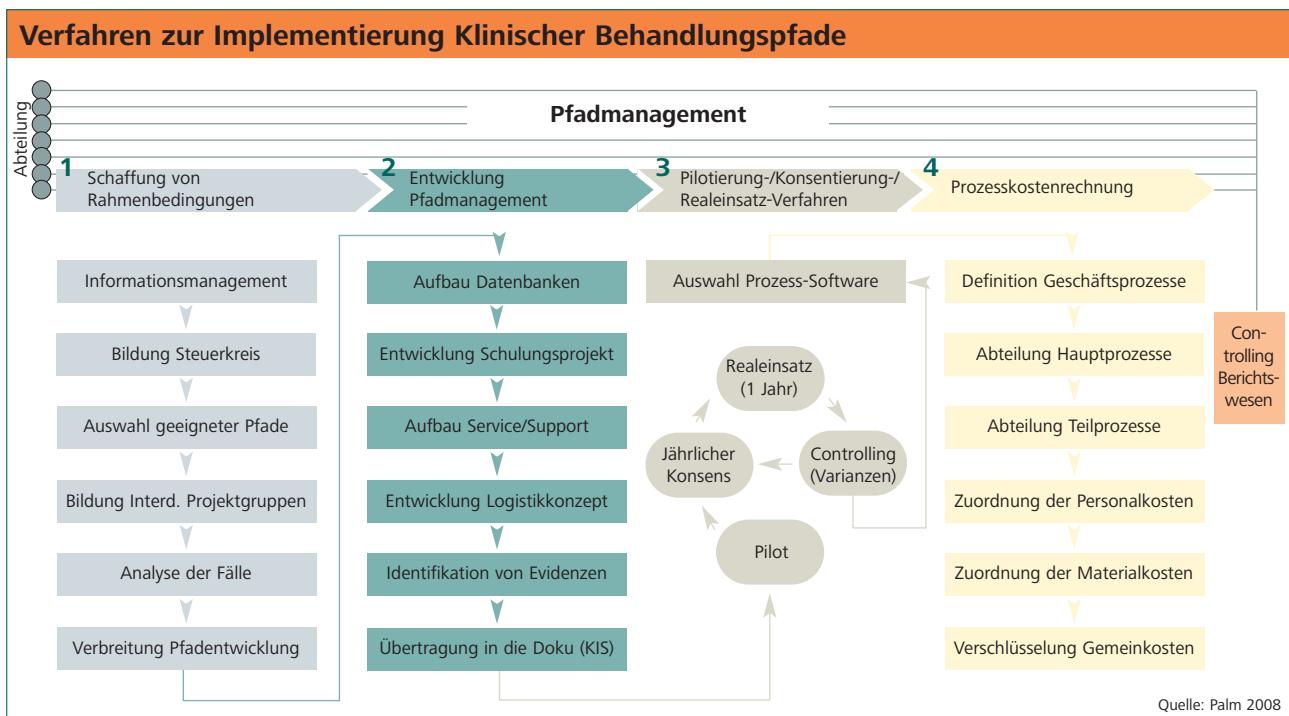 Verfahren zur Implementierung Klinischer Behandlungspfade
Abteilung
Pfadmanagement
1
Schaffung von
Rahmenbedingungen
2
Entwicklung
Pfadmanagement
3
Pilotierung-/Konsentierung-/
Realeinsatz-Verfahren
4
Prozesskostenrechnung
Informationsmanagement
Bildung Steuerkreis
Auswahl geeigneter Pfade
Bildung Interd. Projektgruppen
Analyse der Fälle
Verbreitung Pfadentwicklung
Aufbau Datenbanken
Entwicklung Schulungsprojekt
Aufbau Service/Support
Entwicklung Logistikkonzept
Identifikation von Evidenzen
Übertragung in die Doku (KIS)
Auswahl Prozess-Software
Realeinsatz
(1 Jahr)
Jährlicher
Konsens
Controlling
(Varianzen)
Pilot
Definition Geschäftsprozesse
Abteilung Hauptprozesse
Abteilung Teilprozesse
Zuordnung der Personalkosten
Zuordnung der Materialkosten
Verschlüsselung Gemeinkosten
Con-
trolling
Berichts-
wesen
Quelle: Palm 2008